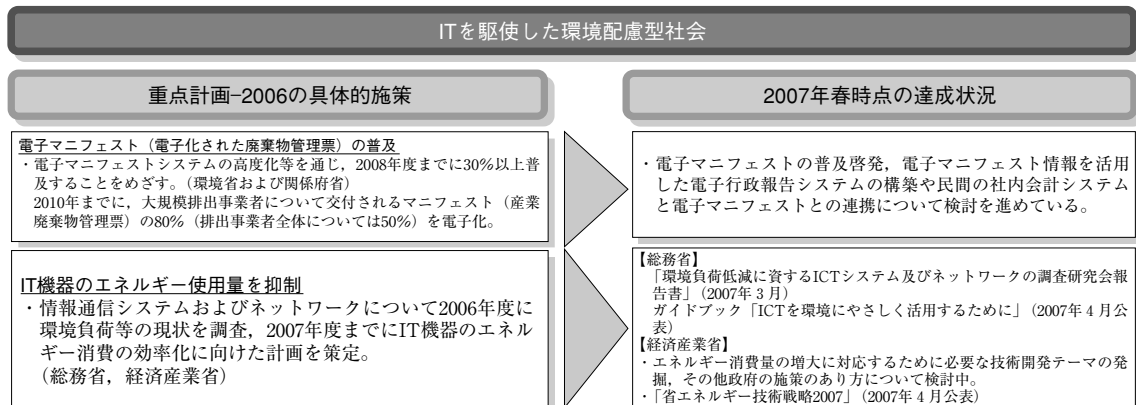 ITを駆使した環境配慮型社会
重点計画−2006の具体的施策
電子マニフェスト（電子化された廃棄物管理票）の普及
・電子マニフェストシステムの高度化等を通じ，2008年度までに30％以上普
及することをめざす。（環境省および関係府省）
2010年までに，大規模排出事業者について交付されるマニフェスト（産業
廃棄物管理票）の80％（排出事業者全体については50％）を電子化。
IT機器のエネルギー使用量を抑制
・情報通信システムおよびネットワークについて2006年度に
環境負荷等の現状を調査，2007年度までにIT機器のエネル
ギー消費の効率化に向けた計画を策定。
（総務省，経済産業省）
2007年春時点の達成状況
・電子マニフェストの普及啓発，電子マニフェスト情報を活用
した電子行政報告システムの構築や民間の社内会計システム
と電子マニフェストとの連携について検討を進めている。
【総務省】
「環境負荷低減に資するICTシステム及びネットワークの調査研究会報
告書」（2007年３月）
ガイドブック「ICTを環境にやさしく活用するために」（2007年４月公
表）
【経済産業省】
・エネルギー消費量の増大に対応するために必要な技術開発テーマの発
掘，その他政府の施策のあり方について検討中。
・「省エネルギー技術戦略2007」（2007年４月公表）